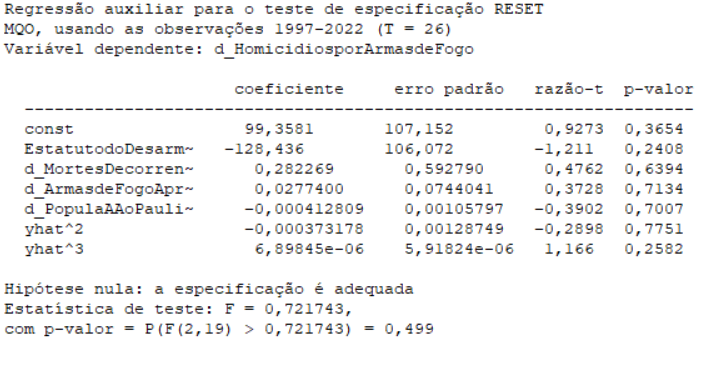 Regressão auxiliar para o teste de especificação RESET
MQO, usando as observações 1997-2022 (T = 26)
Variável dependente: d_HomicidiosporArmasdeFogo
coeficiente erro padrão razão-t p-valor
-------------------------------------------------------------------
const 99,3581 107,152 0,9273 0,3654
EstatutodoDesarm~ -128,436 106,072 -1,211 0,2408
d_MortesDecorren~ 0,282269 0,592790 0,4762 0,6394
d_ArmasdeFogoApr~ 0,0277400 0,0744041 0,3728 0,7134
d_PopulaAAoPauli~ -0,000412809 0,00105797 -0,3902 0,7007
yhat^2 -0,000373178 0,00128749 -0,2898 0,7751
yhat^3 6,89845e-06 5,91824e-06 1,166 0,2582
Hipótese nula: a especificação é adequada
Estatística de teste: F = 0,721743,
com p-valor = P(F(2,19) > 0,721743) = 0,499